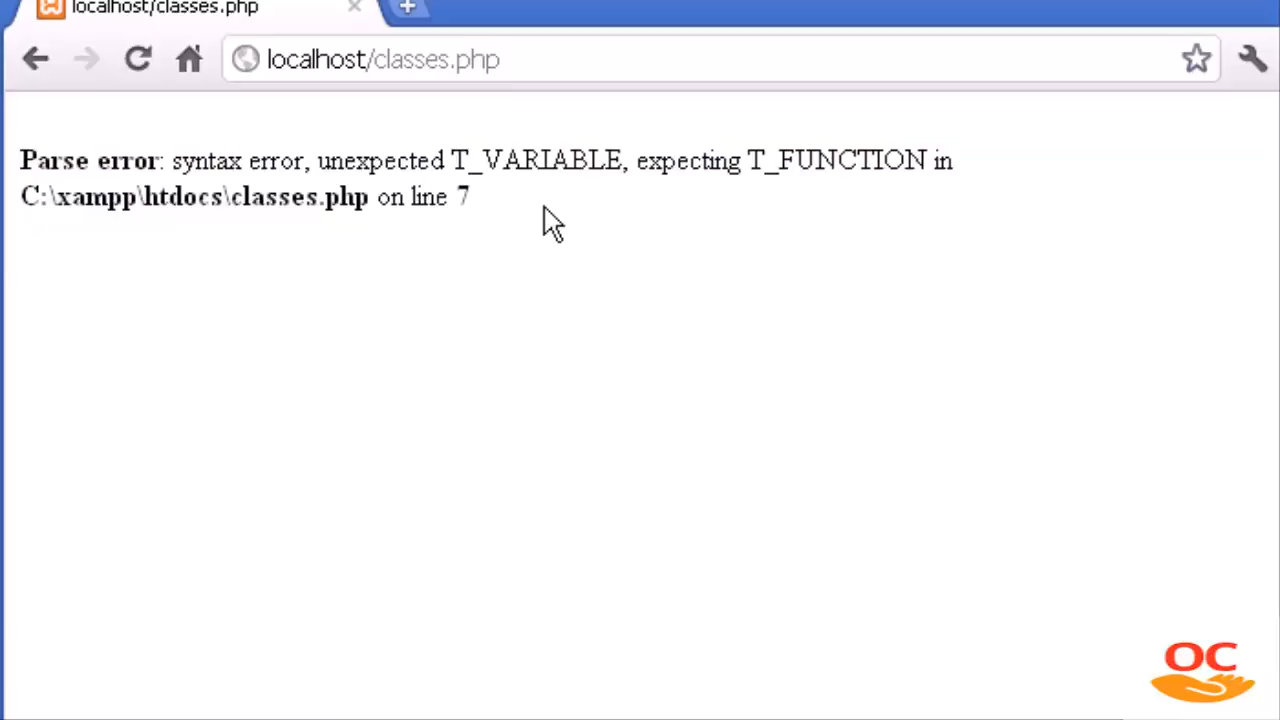 localhost/classes.php
localhost/classes.php
Parse error: syntax error, unexpected T_VARIABLE, expecting T_FUNCTION in
C:\xampp\htdocs\classes.php on line 7
OC